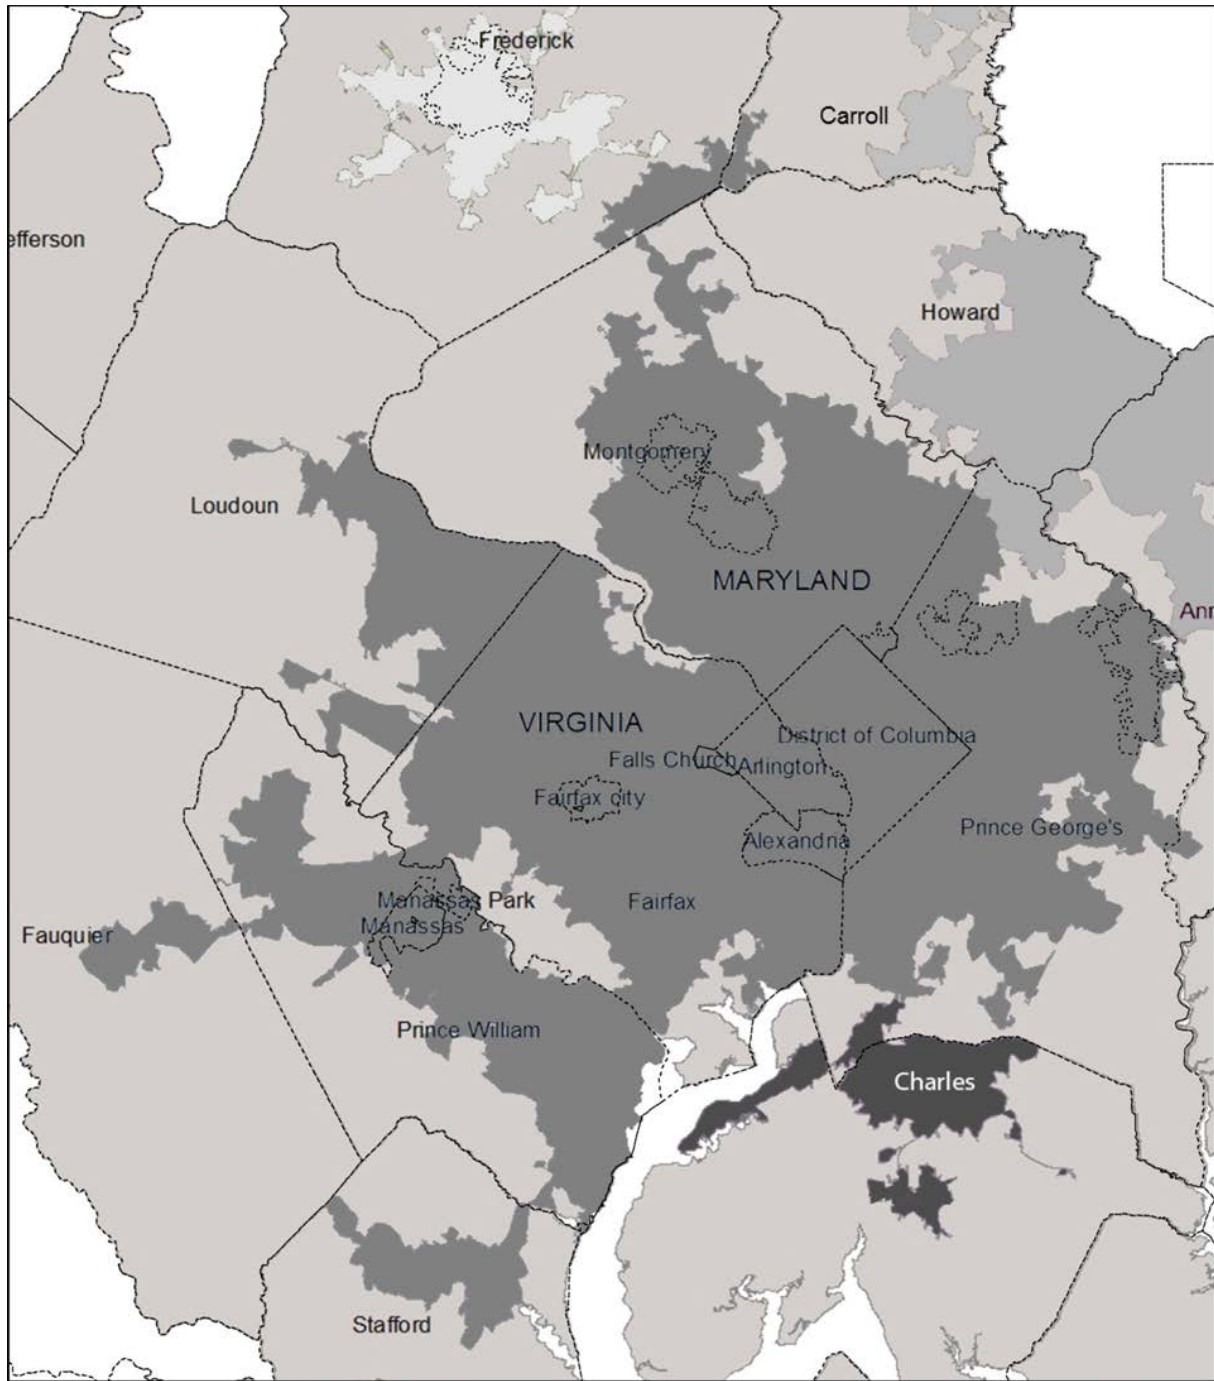 Frederick
Carroll
efferson
Howard
Montgomery
Loudoun
MARYLAND
Ann
VIRGINIA
District of Columbia
Falls Church
Arlington
Fairfax city
Prince George's
Alexandria
Manassas Park
Fairfax
Manassas
Fauquier
Prince William
Charles
Stafford